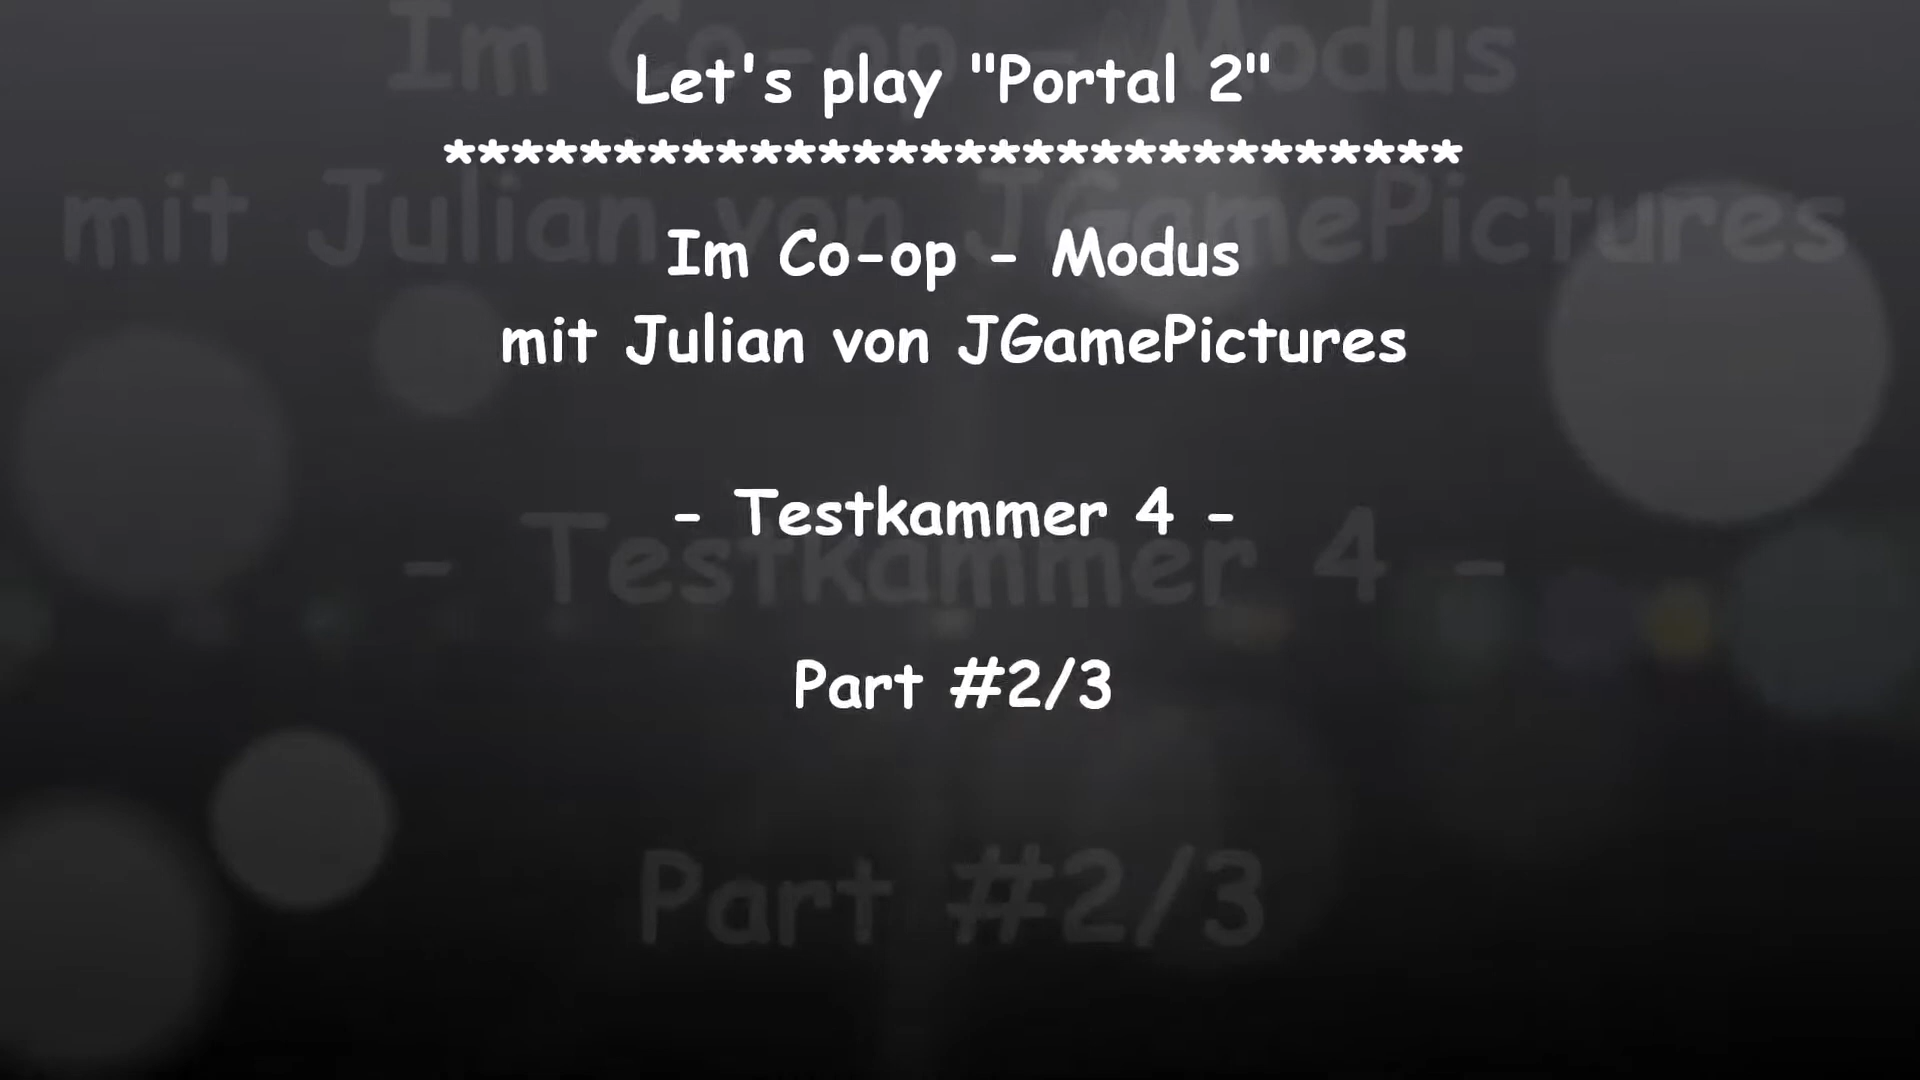 Let's play "Portal 2"
******************************
Im Co-op - Modus
mit Julian von JGamePictures
- Testkammer 4 -
Part #2/3